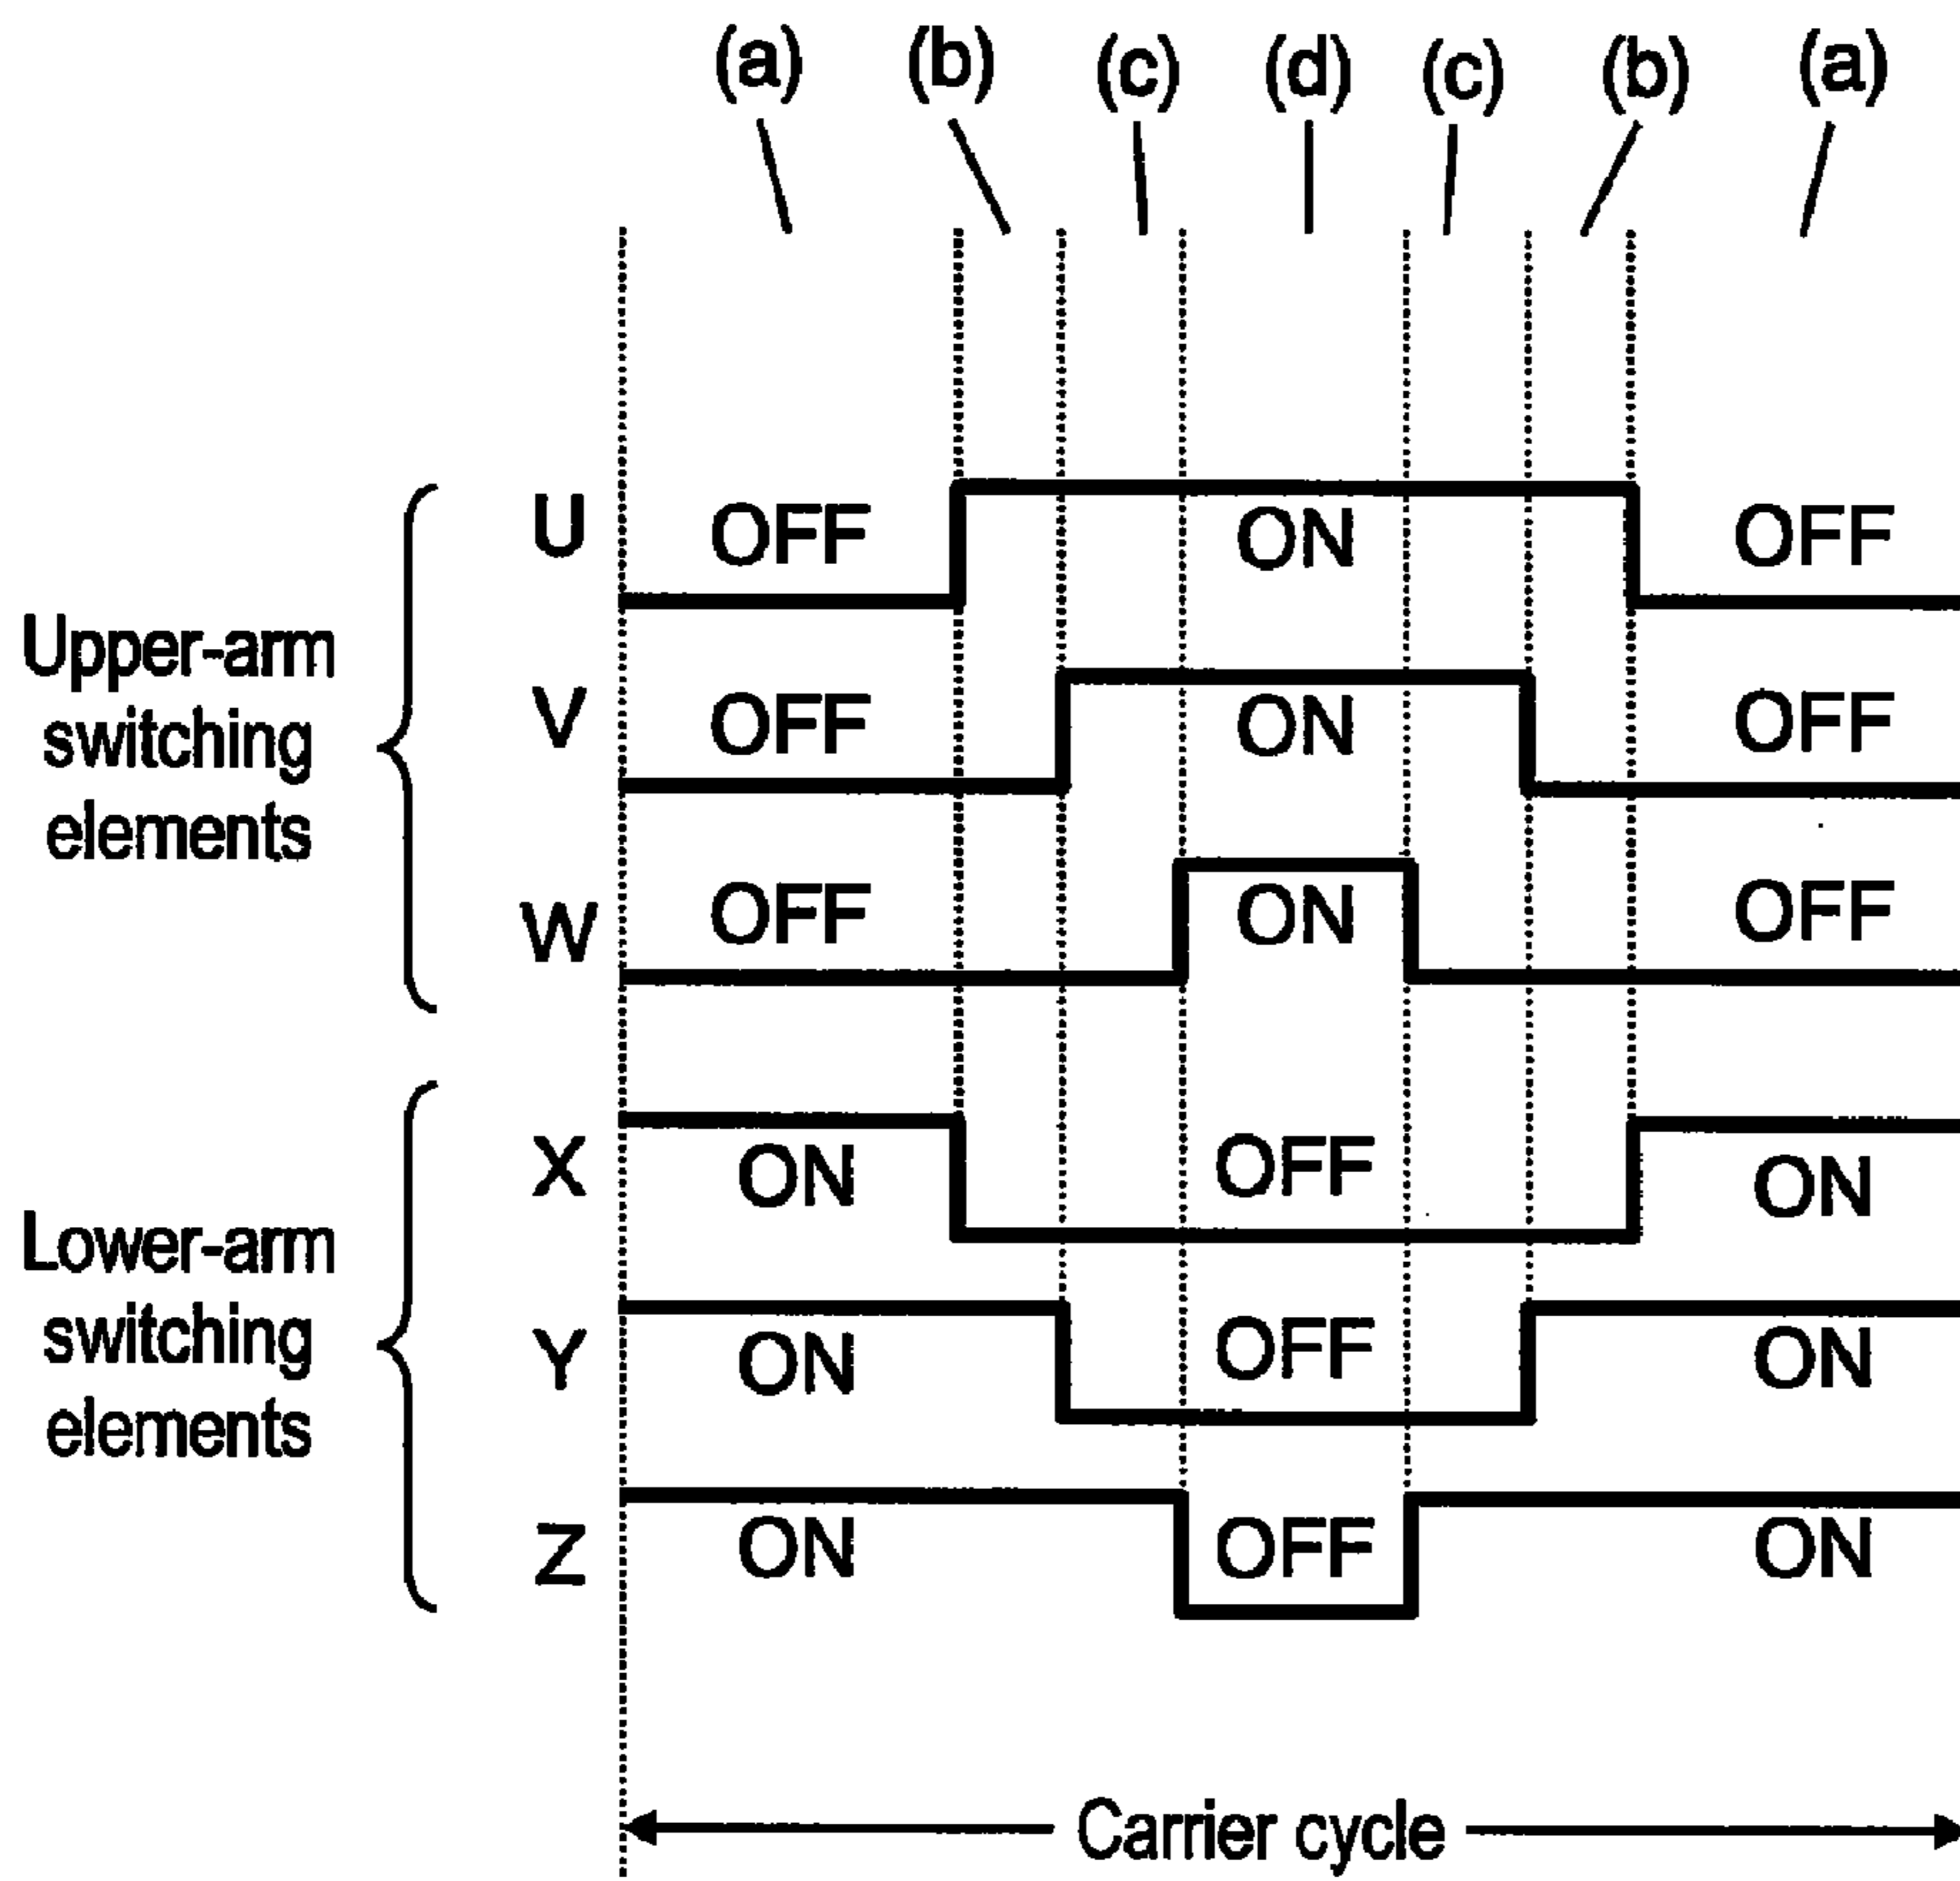 (a) (b) (c) (d) (c) (b) (a)
Upper-arm
switching
elements
U OFF ON OFF
V OFF ON OFF
W OFF ON OFF
Lower-arm
switching
elements
X ON OFF ON
Y ON OFF ON
Z ON OFF ON
Carrier cycle